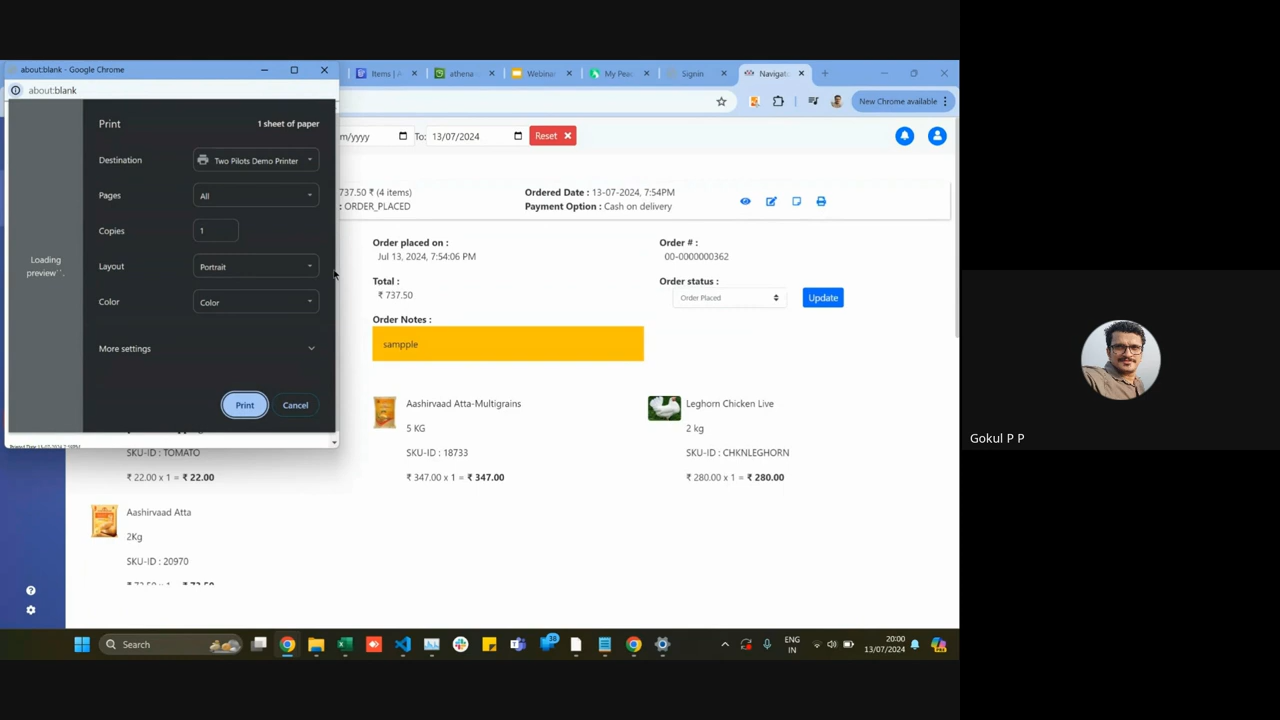 about:blank - Google Chrome
Items | A
athena
Webinar
My Peo
Signin
Navigat
about:blank
New Chrome available
Print
1 sheet of paper
m/yyyy
To:
13/07/2024
Reset
Destination
Two Pilots Demo Printer
Pages
All
737.50 ₹ (4 items)
: ORDER_PLACED
Ordered Date : 13-07-2024, 7:54PM
Payment Option : Cash on delivery
Copies
1
Loading
preview
Layout
Portrait
Color
Color
More settings
Print
Cancel
Order placed on :
Jul 13, 2024, 7:54:06 PM
Order # :
00-0000000362
Total :
₹ 737.50
Order status :
Order Placed
Update
Order Notes :
sampple
SKU-ID : TOMATO
₹ 22.00 x 1 = ₹ 22.00
Aashirvaad Atta-Multigrains
5 KG
SKU-ID : 18733
₹ 347.00 x 1 = ₹ 347.00
Leghorn Chicken Live
2 kg
SKU-ID : CHKNLEGHORN
₹ 280.00 x 1 = ₹ 280.00
Aashirvaad Atta
2Kg
SKU-ID : 20970
Search
38
ENG
IN
20:00
13/07/2024
Gokul P P